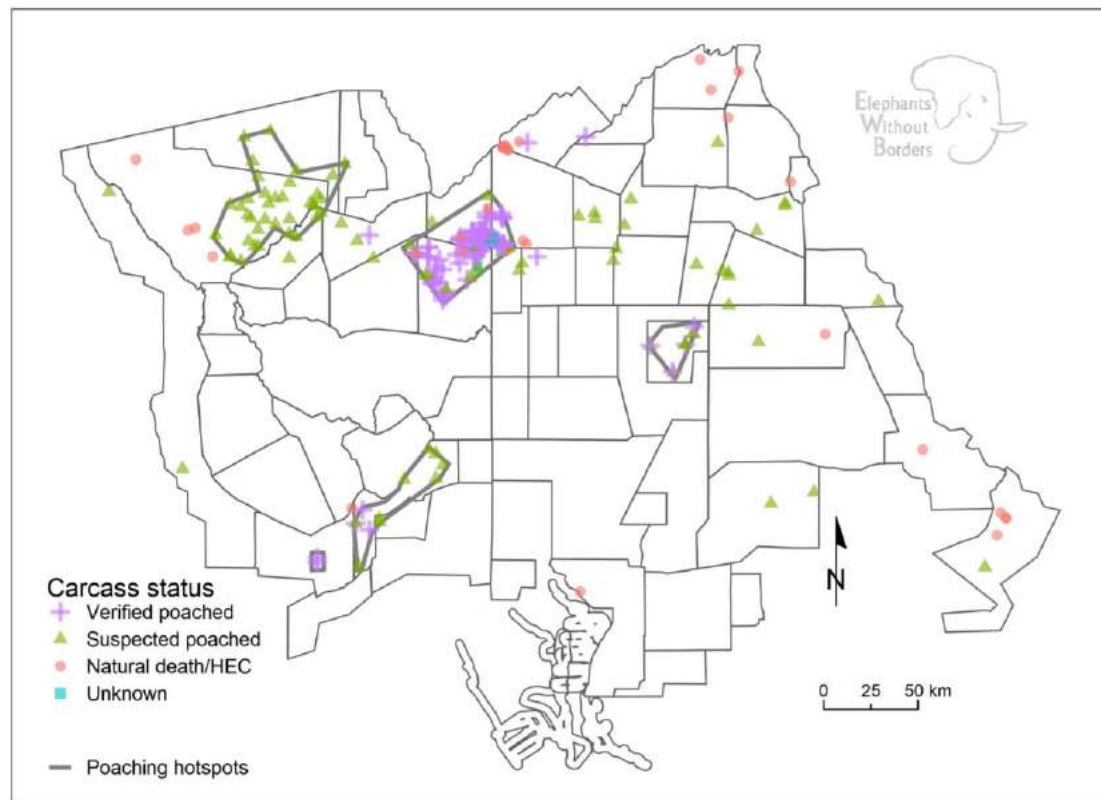 Elephants
Without
Borders
Carcass status
Verified poached
Suspected poached
Natural death/HEC
Unknown
Poaching hotspots
N
0 25 50 km